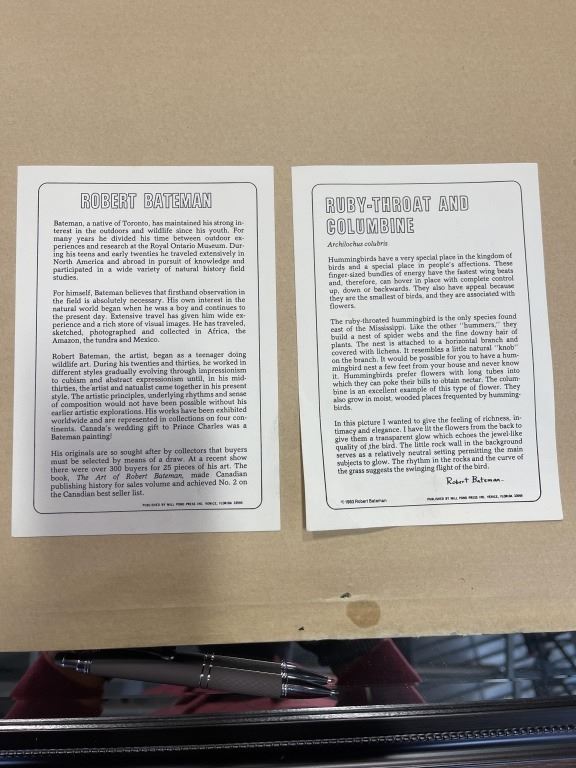 ROBERT BATEMAN
Bateman, a native of Toronto, has maintained his strong in-
terest in the outdoors and wildlife since his youth. For
many years he divided his time between outdoor ex-
periences and research at the Royal Ontario Museum. Dur-
ing his teens and early twenties he traveled extensively in
North America and abroad in pursuit of knowledge and
participated in a wide variety of natural history field
studies.
For himself, Bateman believes that firsthand observation in
the field is absolutely necessary. His own interest in the
natural world began when he was a boy and continues to
the present day. Extensive travel has given him wide ex-
perience and a rich store of visual images. He has traveled,
sketched, photographed and collected in Africa, the
Amazon, the tundra and Mexico.
Robert Bateman, the artist, began as a teenager doing
wildlife art. During his twenties and thirties, he worked in
different styles gradually evolving through impressionism
to cubism and abstract expressionism until, in his mid-
thirties, the artist and natualist came together in his present
style. The artistic principles, underlying rhythms and sense
of composition would not have been possible without his
earlier artistic explorations. His works have been exhibited
worldwide and are represented in collections on four con-
tinents. Canada's wedding gift to Prince Charles was a
Bateman painting!
His originals are so sought after by collectors that buyers
must be selected by means of a draw. At a recent show
there were over 300 buyers for 25 pieces of his art. The
book, The Art of Robert Bateman, made Canadian
publishing history for sales volume and achieved No. 2 on
the Canadian best seller list.
PUBLISHED BY MILL POND PRESS INC. VENICE, FLORIDA 33595
RUBY-THROAT AND
COLUMBINE
Archilochus colubris
Hummingbirds have a very special place in the kingdom of
birds and a special place in people's affections. These
finger-sized bundles of energy have the fastest wing beats
and, therefore, can hover in place with complete control
up, down or backwards. They also have appeal because
they are the smallest of birds, and they are associated with
flowers.
The ruby-throated hummingbird is the only species found
east of the Mississippi. Like the other "hummers," they
build a nest of spider webs and the fine downy hair of
plants. The nest is attached to a horizontal branch and
covered with lichens. It resembles a little natural "knob"
on the branch. It would be possible for you to have a hum-
mingbird nest a few feet from your house and never know
it. Hummingbirds prefer flowers with long tubes into
which they can poke their bills to obtain nectar. The colum-
bine is an excellent example of this type of flower. They
also grow in moist, wooded places frequented by humming-
birds.
In this picture I wanted to give the feeling of richness, in-
timacy and elegance. I have lit the flowers from the back to
give them a transparent glow which echoes the jewel-like
quality of the bird. The little rock wall in the background
serves as a relatively neutral setting permitting the main
subjects to glow. The rhythm in the rocks and the curve of
the grass suggests the swinging flight of the bird.
Robert Bateman
© 1983 Robert Bateman
PUBLISHED BY MILL POND PRESS INC. VENICE, FLORIDA 33595